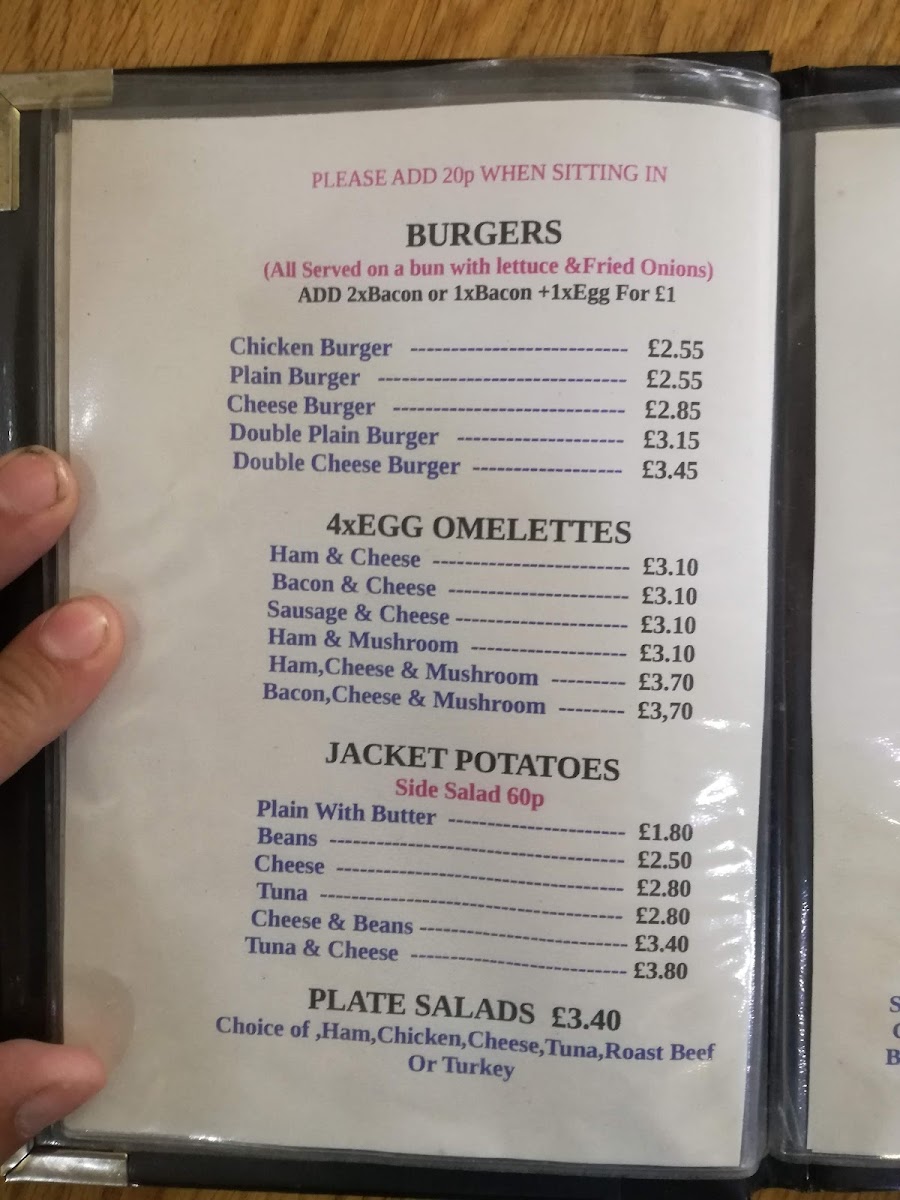 PLEASE ADD 20p WHEN SITTING IN
BURGERS
(All Served on a bun with lettuce &Fried Onions)
ADD 2xBacon or 1xBacon +1xEgg For £1
Chicken Burger --------------------------- £2.55
Plain Burger ------------------------------- £2.55
Cheese Burger ----------------------------- £2.85
Double Plain Burger --------------------- £3.15
Double Cheese Burger ------------------- £3.45
4xEGG OMELETTES
Ham & Cheese ------------------------- £3.10
Bacon & Cheese ----------------------- £3.10
Sausage & Cheese ---------------------- £3.10
Ham & Mushroom -------------------- £3.10
Ham,Cheese & Mushroom --------- £3.70
Bacon,Cheese & Mushroom -------- £3,70
JACKET POTATOES
Side Salad 60p
Plain With Butter ---------------------- £1.80
Beans ------------------------------------- £2.50
Cheese ------------------------------------ £2.80
Tuna -------------------------------------- £2.80
Cheese & Beans -------------------------- £3.40
Tuna & Cheese --------------------------- £3.80
PLATE SALADS £3.40
Choice of ,Ham,Chicken,Cheese,Tuna,Roast Beef
Or Turkey